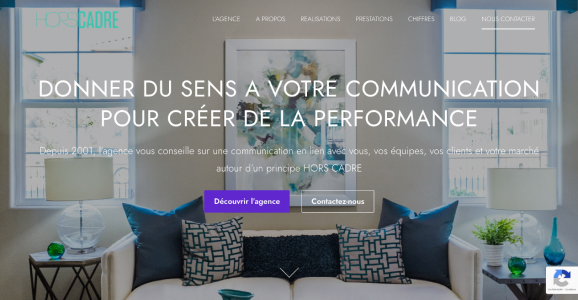 HORSCADRE
L'AGENCE
A PROPOS
REALISATIONS
PRESTATIONS
CHIFFRES
BLOG
NOUS CONTACTER
DONNER DU SENS A VOTRE COMMUNICATION
POUR CRÉER DE LA PERFORMANCE
Depuis 2001, l'agence vous conseille sur une communication en lien avec vous, vos équipes, vos clients et votre marché
autour d'un principe HORS CADRE
Découvrir l'agence
Contactez-nous